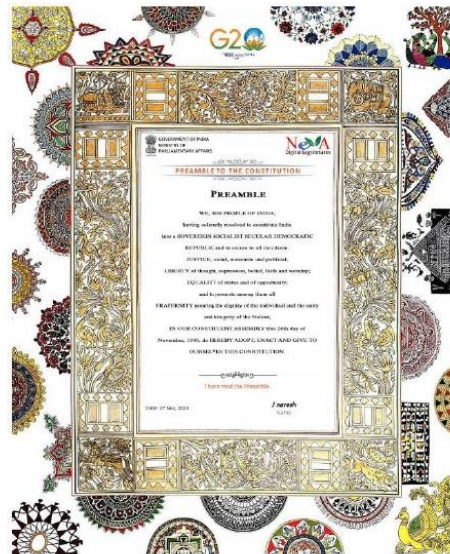 G20
GOVERNMENT OF INDIA
MINISTRY OF
PARLIAMENTARY AFFAIRS
NeVA
Digital Legislatures
PREAMBLE TO THE CONSTITUTION
PREAMBLE
WE, THE PEOPLE OF INDIA,
having solemnly resolved to constitute India
into a SOVEREIGN SOCIALIST SECULAR DEMOCRATIC
REPUBLIC and to secure to all its citizens
JUSTICE, social, economic and political;
LIBERTY of thought, expression, belief, faith and worship;
EQUALITY of status and of opportunity;
and to promote among them all
FRATERNITY assuring the dignity of the individual and the unity
and integrity of the Nation;
IN OUR CONSTITUENT ASSEMBLY this 26th day of
November, 1949, do HEREBY ADOPT, ENACT AND GIVE TO
OURSELVES THIS CONSTITUTION
I have read the Preamble.
J naresh
NAME